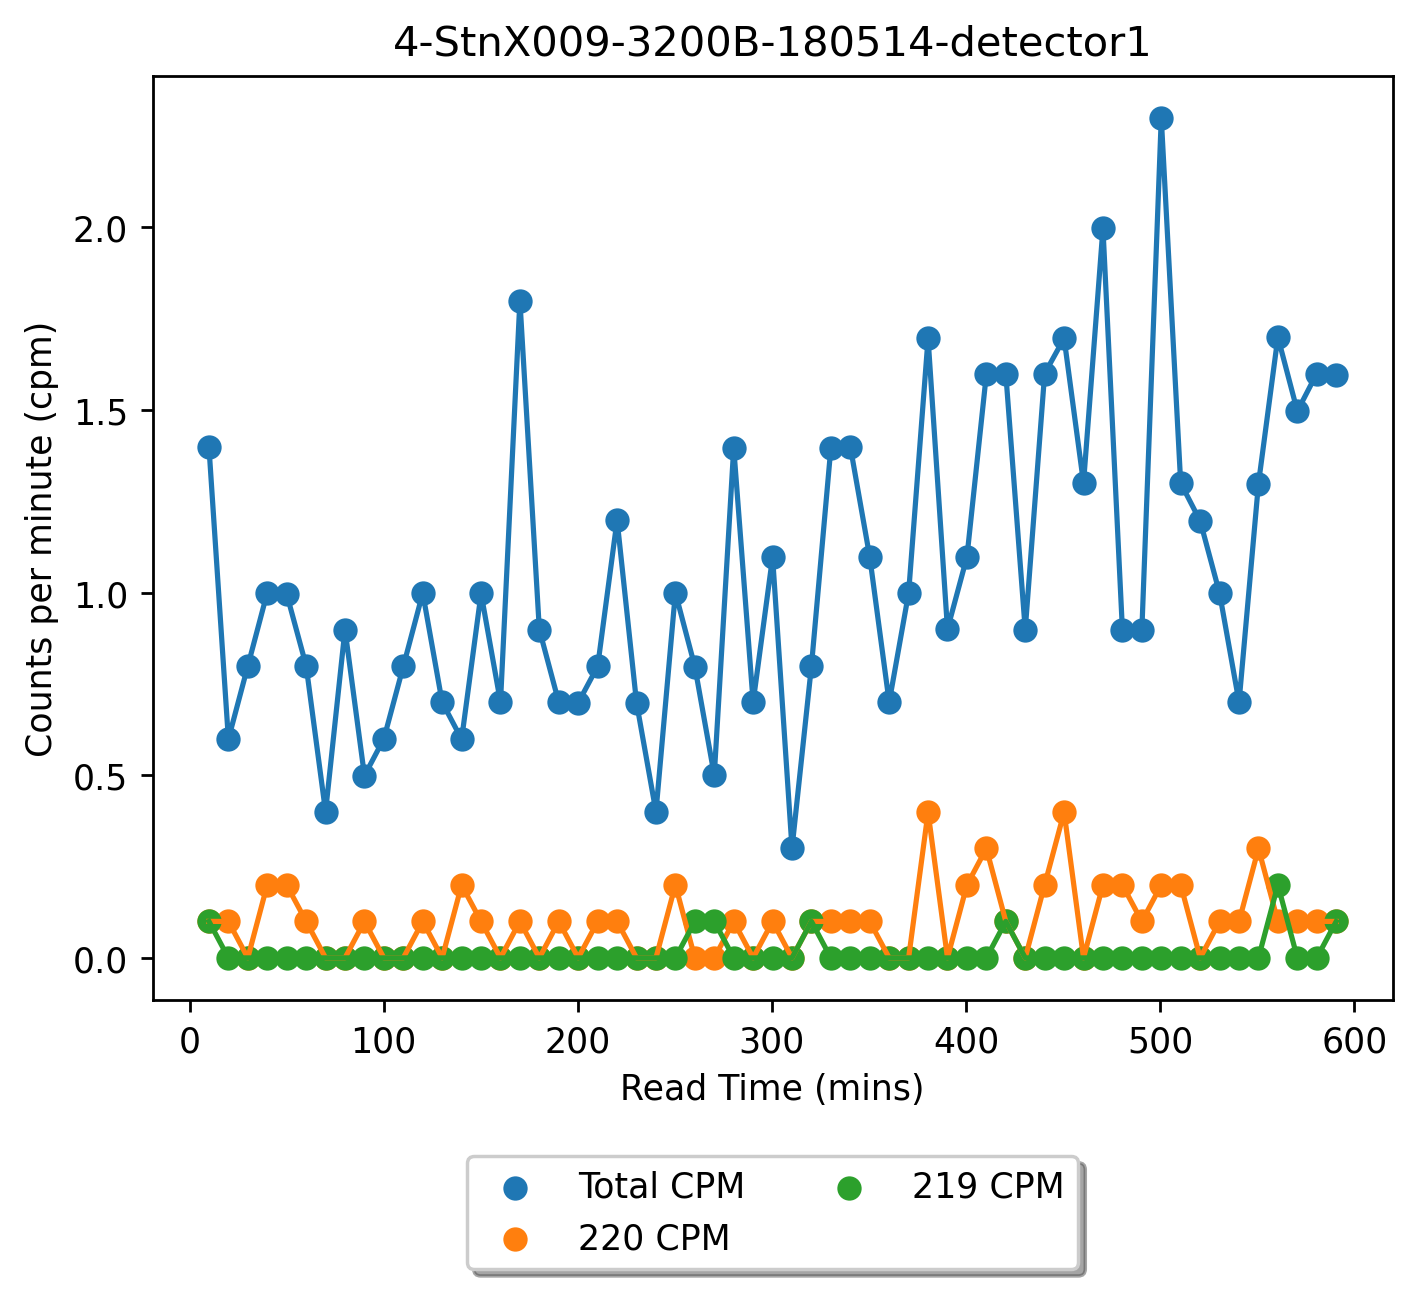 4-StnX009-3200B-180514-detector1
Counts per minute (cpm)
2.0
1.5
1.0
0.5
0.0
0 100 200 300 400 500 600
Read Time (mins)
Total CPM 219 CPM
220 CPM